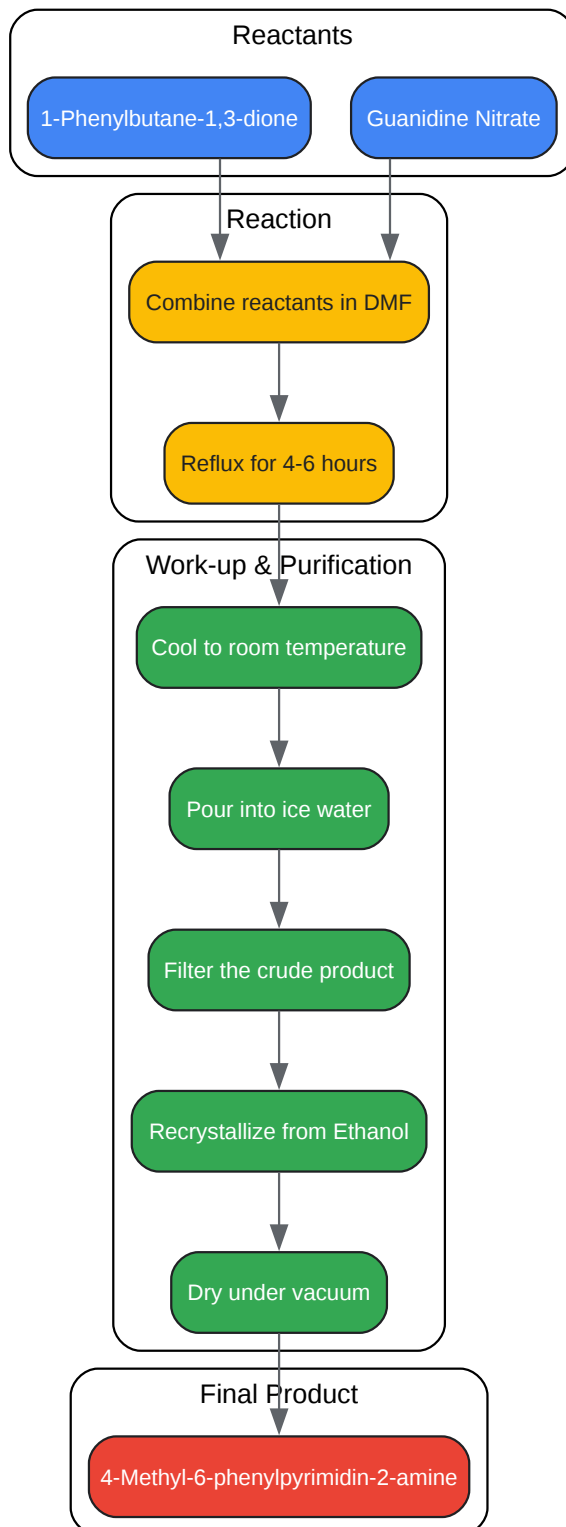 Reactants
1-Phenylbutane-1,3-dione
Guanidine Nitrate
Reaction
Combine reactants in DMF
Reflux for 4-6 hours
Work-up & Purification
Cool to room temperature
Pour into ice water
Filter the crude product
Recrystallize from Ethanol
Dry under vacuum
Final Product
4-Methyl-6-phenylpyrimidin-2-amine